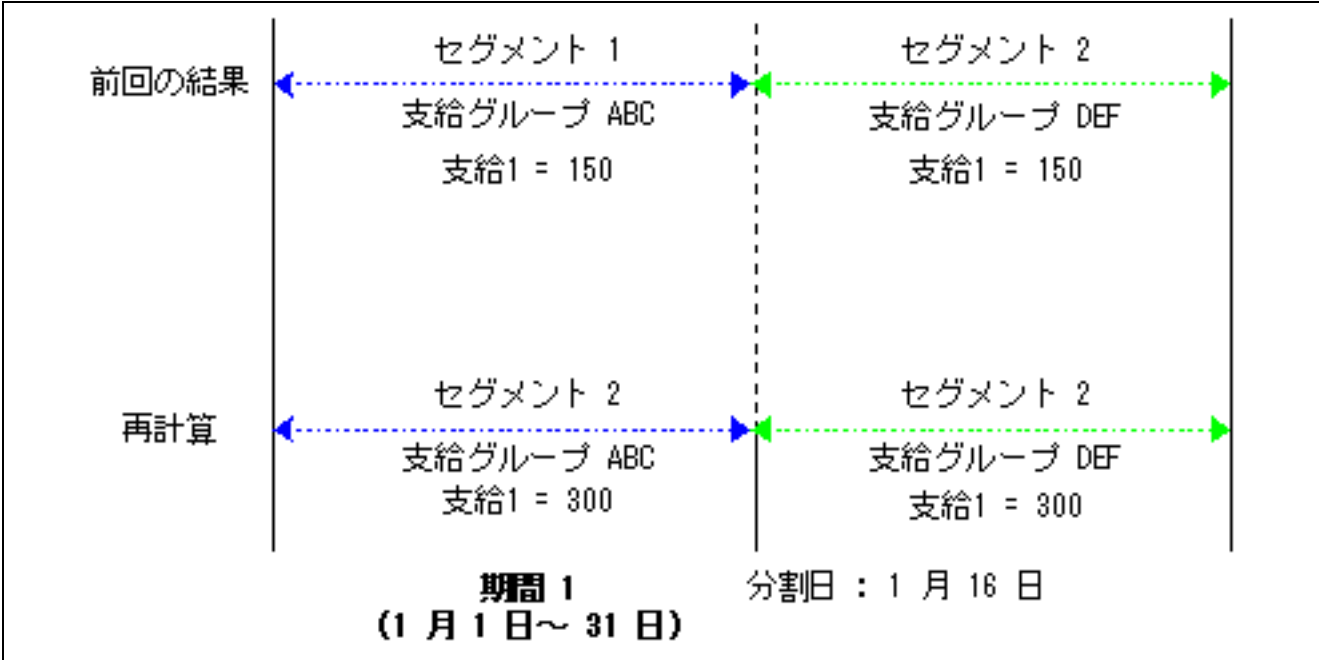 セグメント 1
セグメント 2
前回の結果
支給グループ ABC
支給グループ DEF
支給1 = 150
支給1 = 150
セグメント 2
セグメント 2
再計算
支給グループ ABC
支給グループ DEF
支給1 = 300
支給1 = 300
期間 1
分割日 : 1 月 16 日
(1 月 1 日～ 31 日)